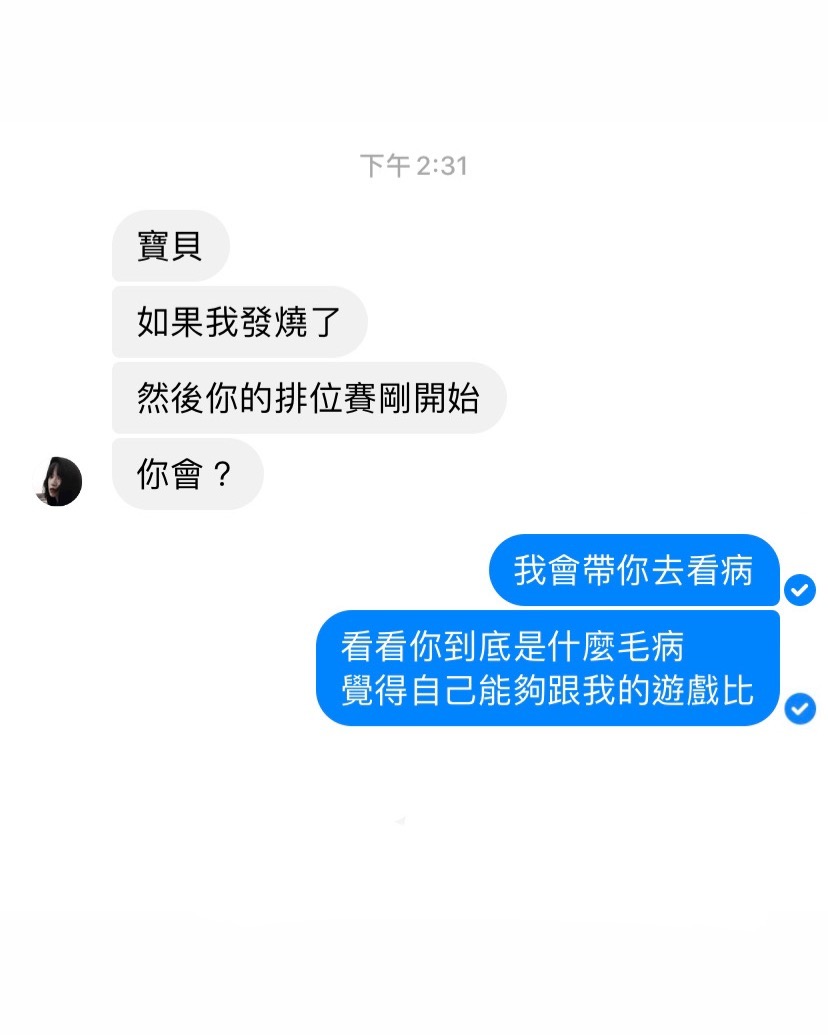 下午 2:31
寶貝
如果我發燒了
然後你的排位賽剛開始
你會？
我會帶你去看病
看看你到底是什麼毛病
覺得自己能夠跟我的遊戲比